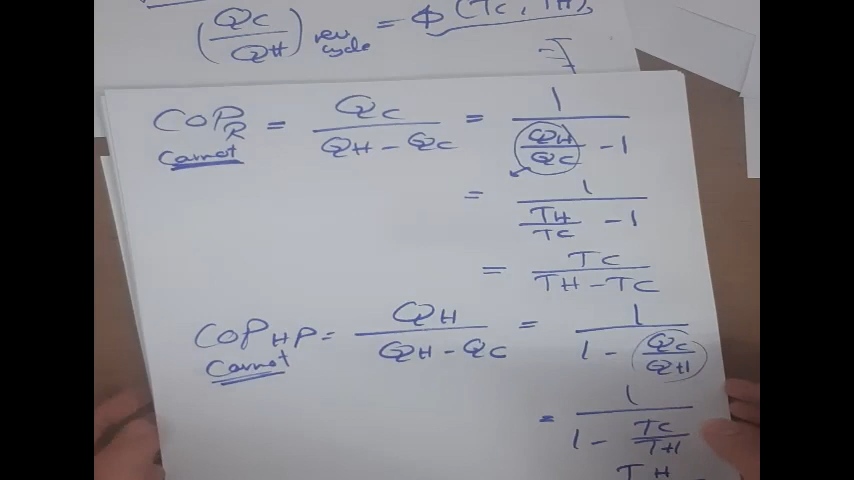 (QC/QH) rev cycle = Φ(TC, TH),
COP_R Carnot = QC/(QH - QC) = 1/(QH/QC - 1)
= 1/(TH/TC - 1)
= TC/(TH - TC)
COP_HP Carnot = QH/(QH - QC) = 1/(1 - QC/QH)
= 1/(1 - TC/TH)
TH